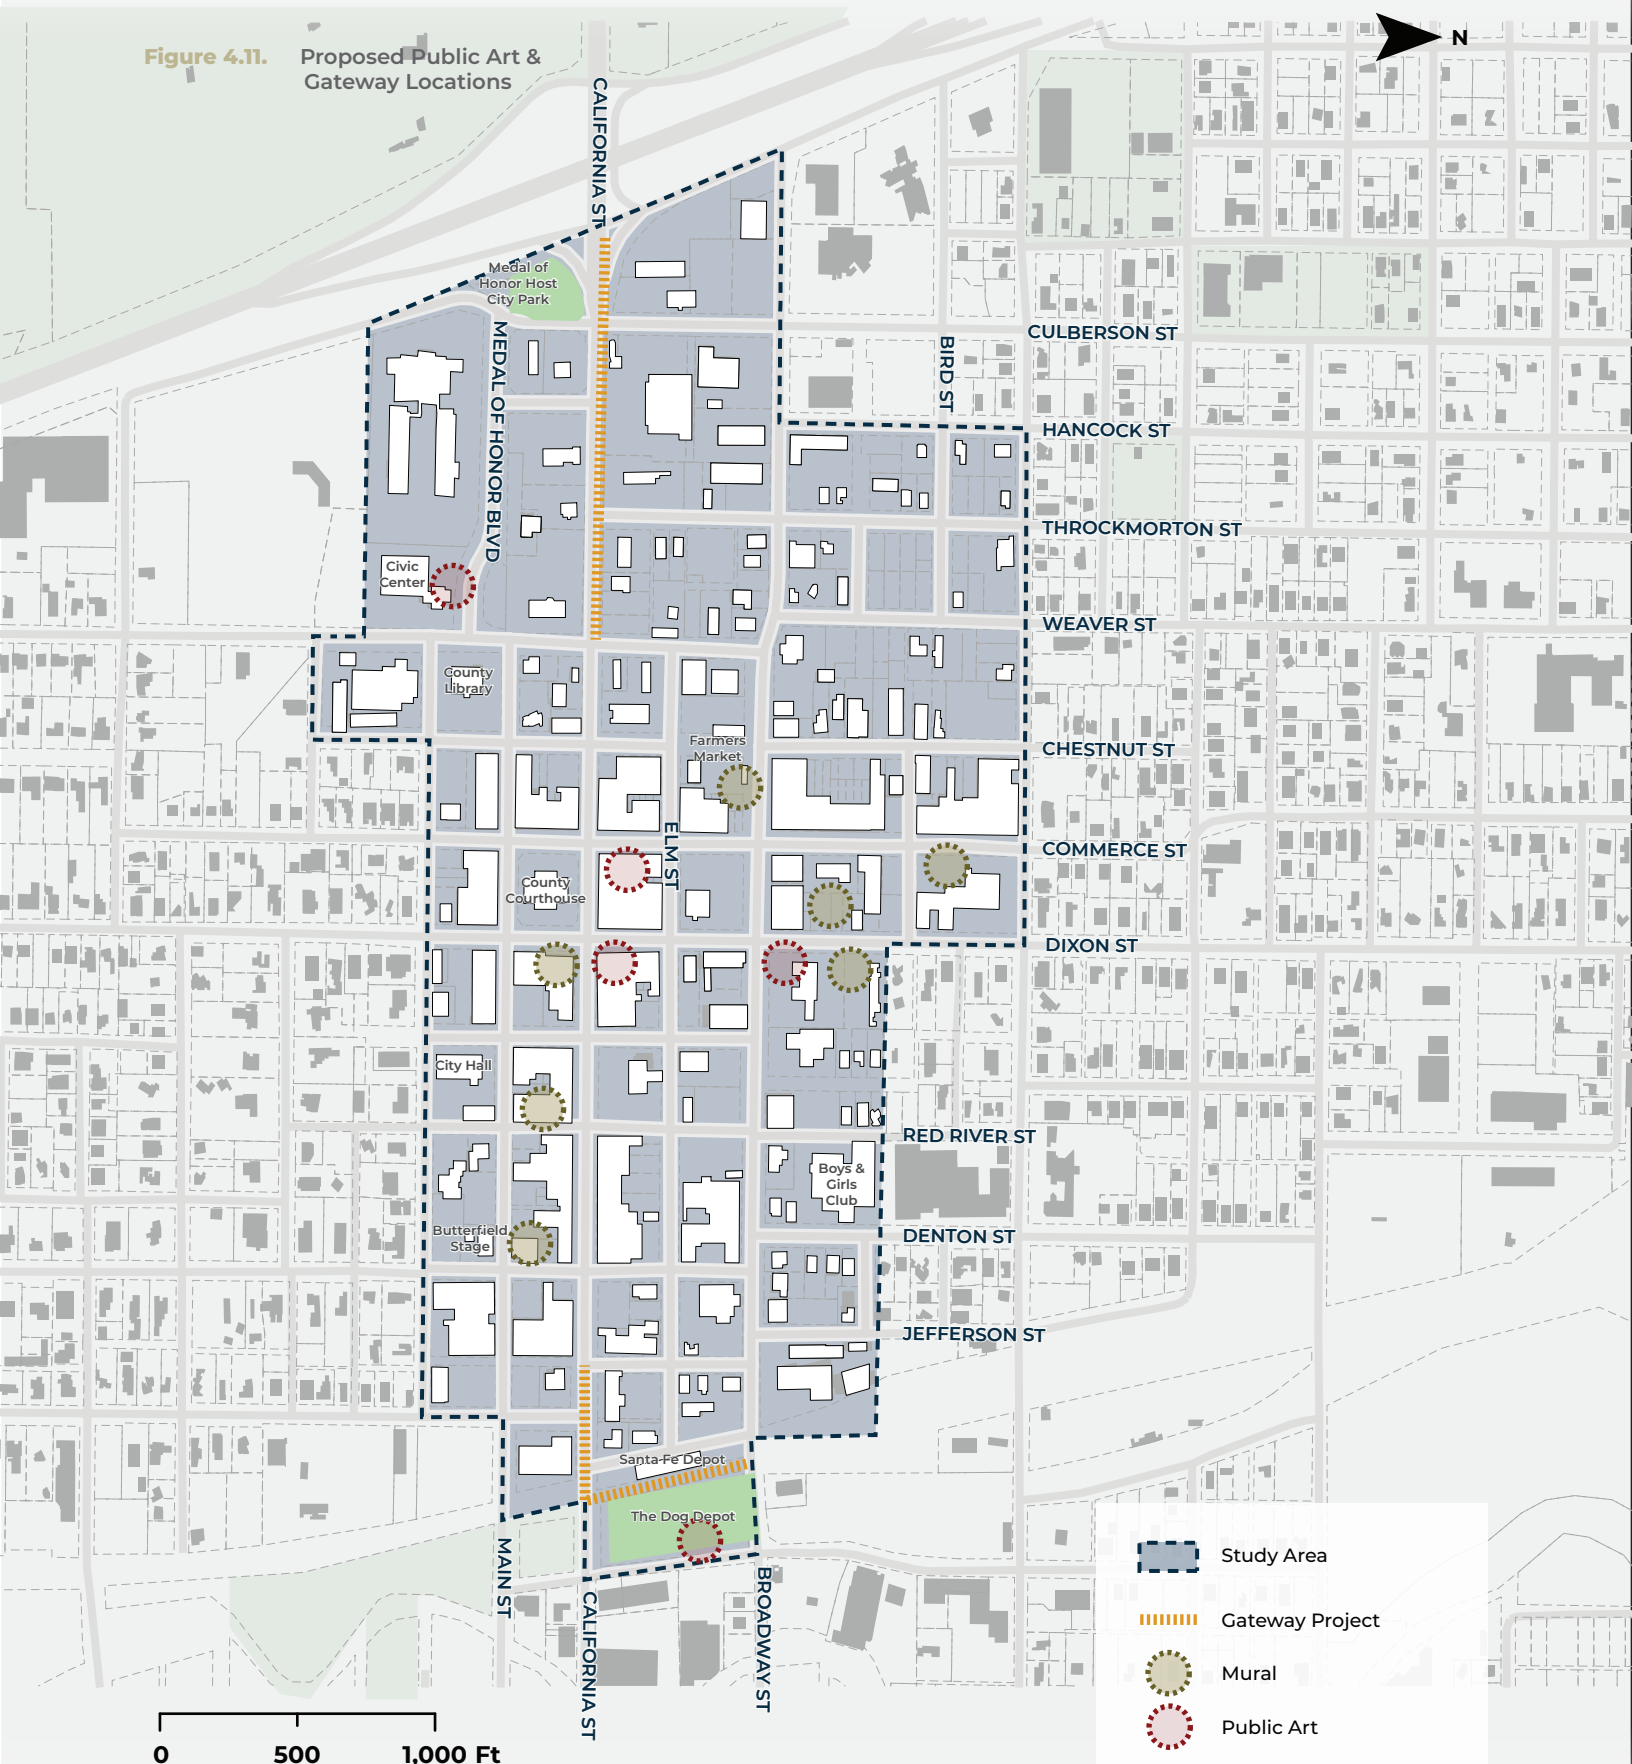 Figure 4.11. Proposed Public Art &
Gateway Locations
N
CALIFORNIA ST
Medal of
Honor Host
City Park
MEDAL OF HONOR BLVD
CULBERSON ST
BIRD ST
HANCOCK ST
THROCKMORTON ST
Civic
Center
WEAVER ST
County
Library
Farmers
Market
CHESTNUT ST
ELM ST
COMMERCE ST
County
Courthouse
DIXON ST
City Hall
RED RIVER ST
Boys &
Girls
Club
Butterfield
Stage
DENTON ST
JEFFERSON ST
Santa Fe Depot
The Dog Depot
MAIN ST
CALIFORNIA ST
BROADWAY ST
Study Area
Gateway Project
Mural
Public Art
0 500 1,000 Ft